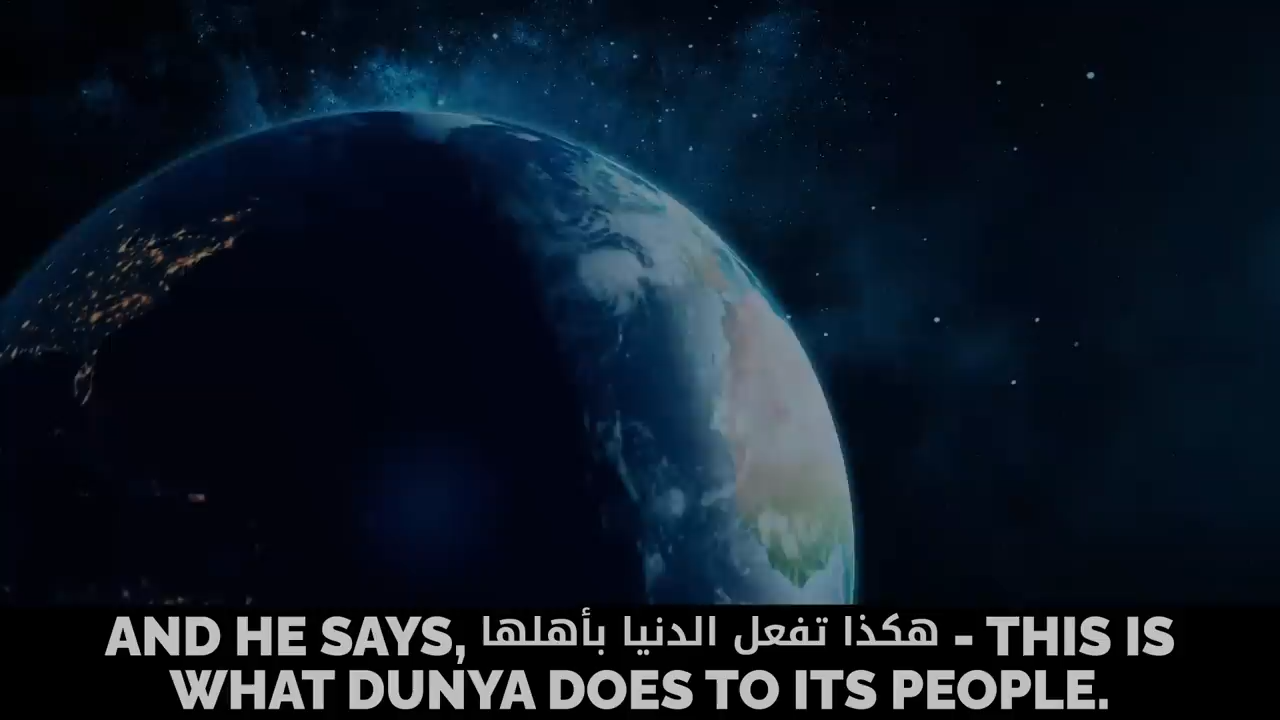 AND HE SAYS, هكذا تفعل الدنيا بأهلها - THIS IS
WHAT DUNYA DOES TO ITS PEOPLE.